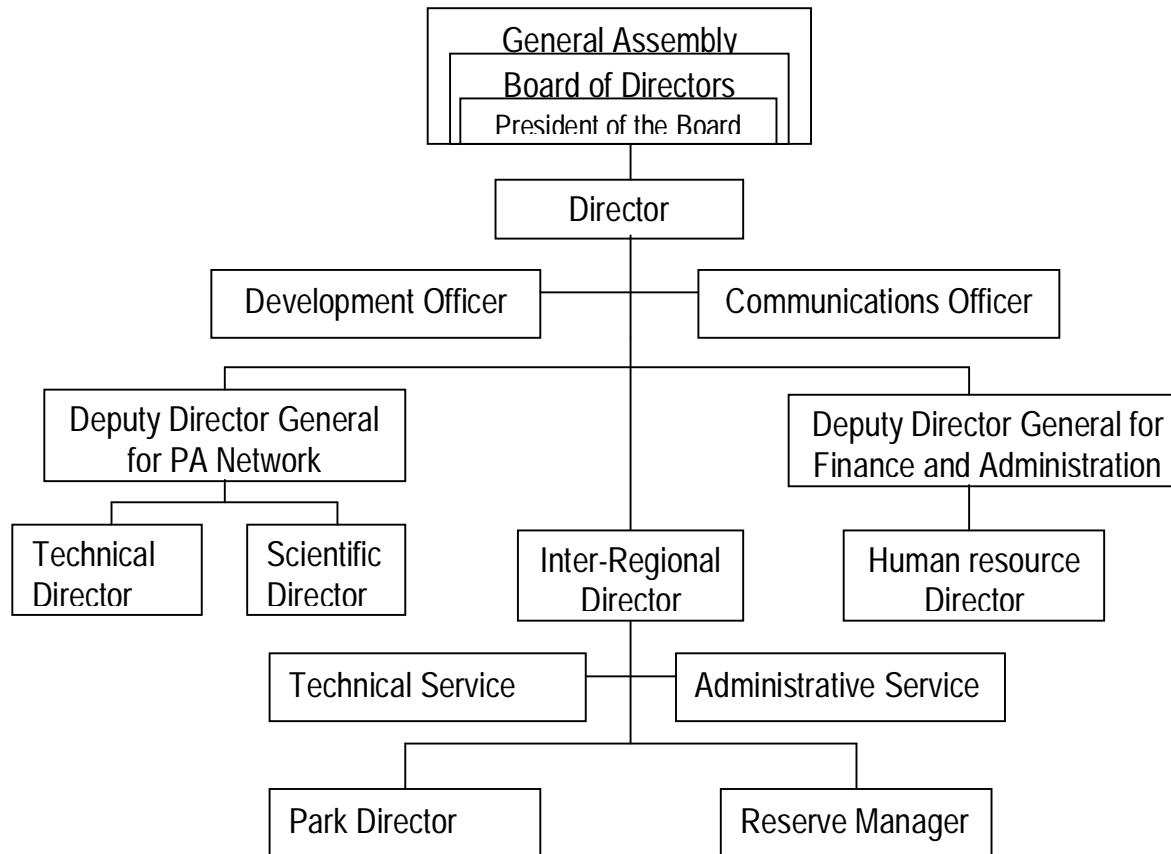 General Assembly
Board of Directors
President of the Board
Director
Development Officer
Communications Officer
Deputy Director General
for PA Network
Deputy Director General for
Finance and Administration
Technical
Director
Scientific
Director
Inter-Regional
Director
Human resource
Director
Technical Service
Administrative Service
Park Director
Reserve Manager